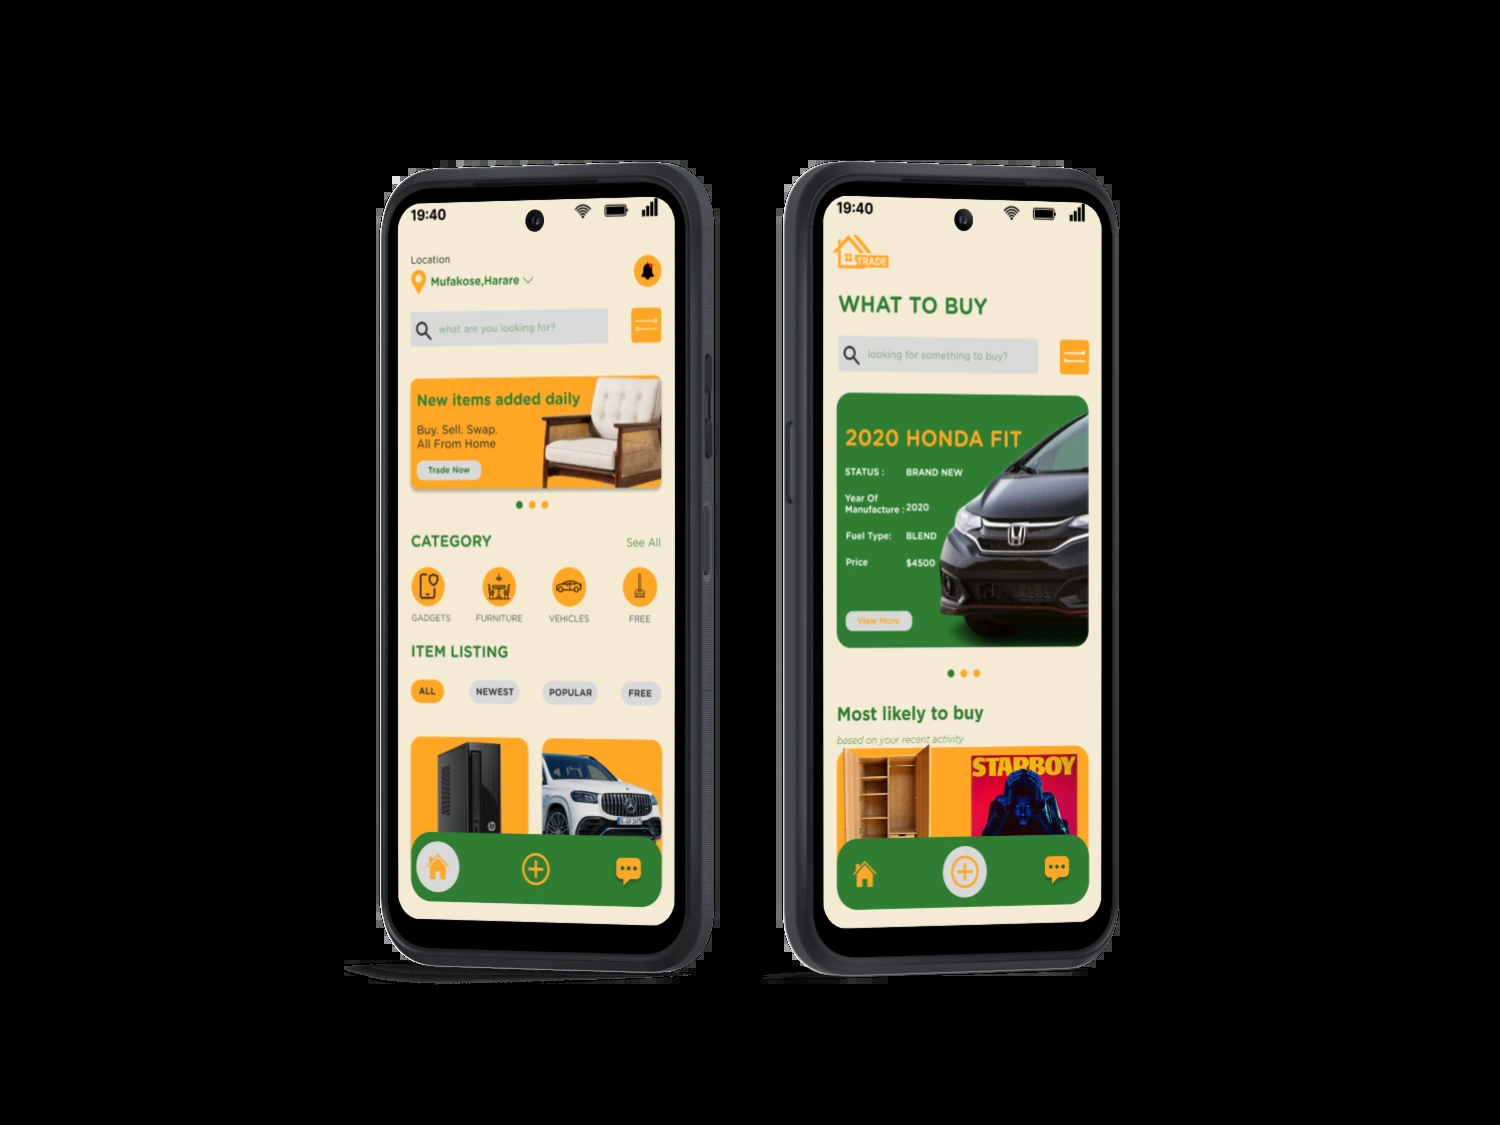 19:40
Location
Mufakose,Harare
what are you looking for?
New items added daily
Buy. Sell. Swap.
All From Home
Trade Now
CATEGORY
See All
GADGETS
FURNITURE
VEHICLES
FREE
ITEM LISTING
ALL
NEWEST
POPULAR
FREE
19:40
TRADE
WHAT TO BUY
looking for something to buy?
2020 HONDA FIT
STATUS : BRAND NEW
Year Of
Manufacture : 2020
Fuel Type: BLEND
Price $4500
View More
Most likely to buy
based on your recent activity
STARBOY